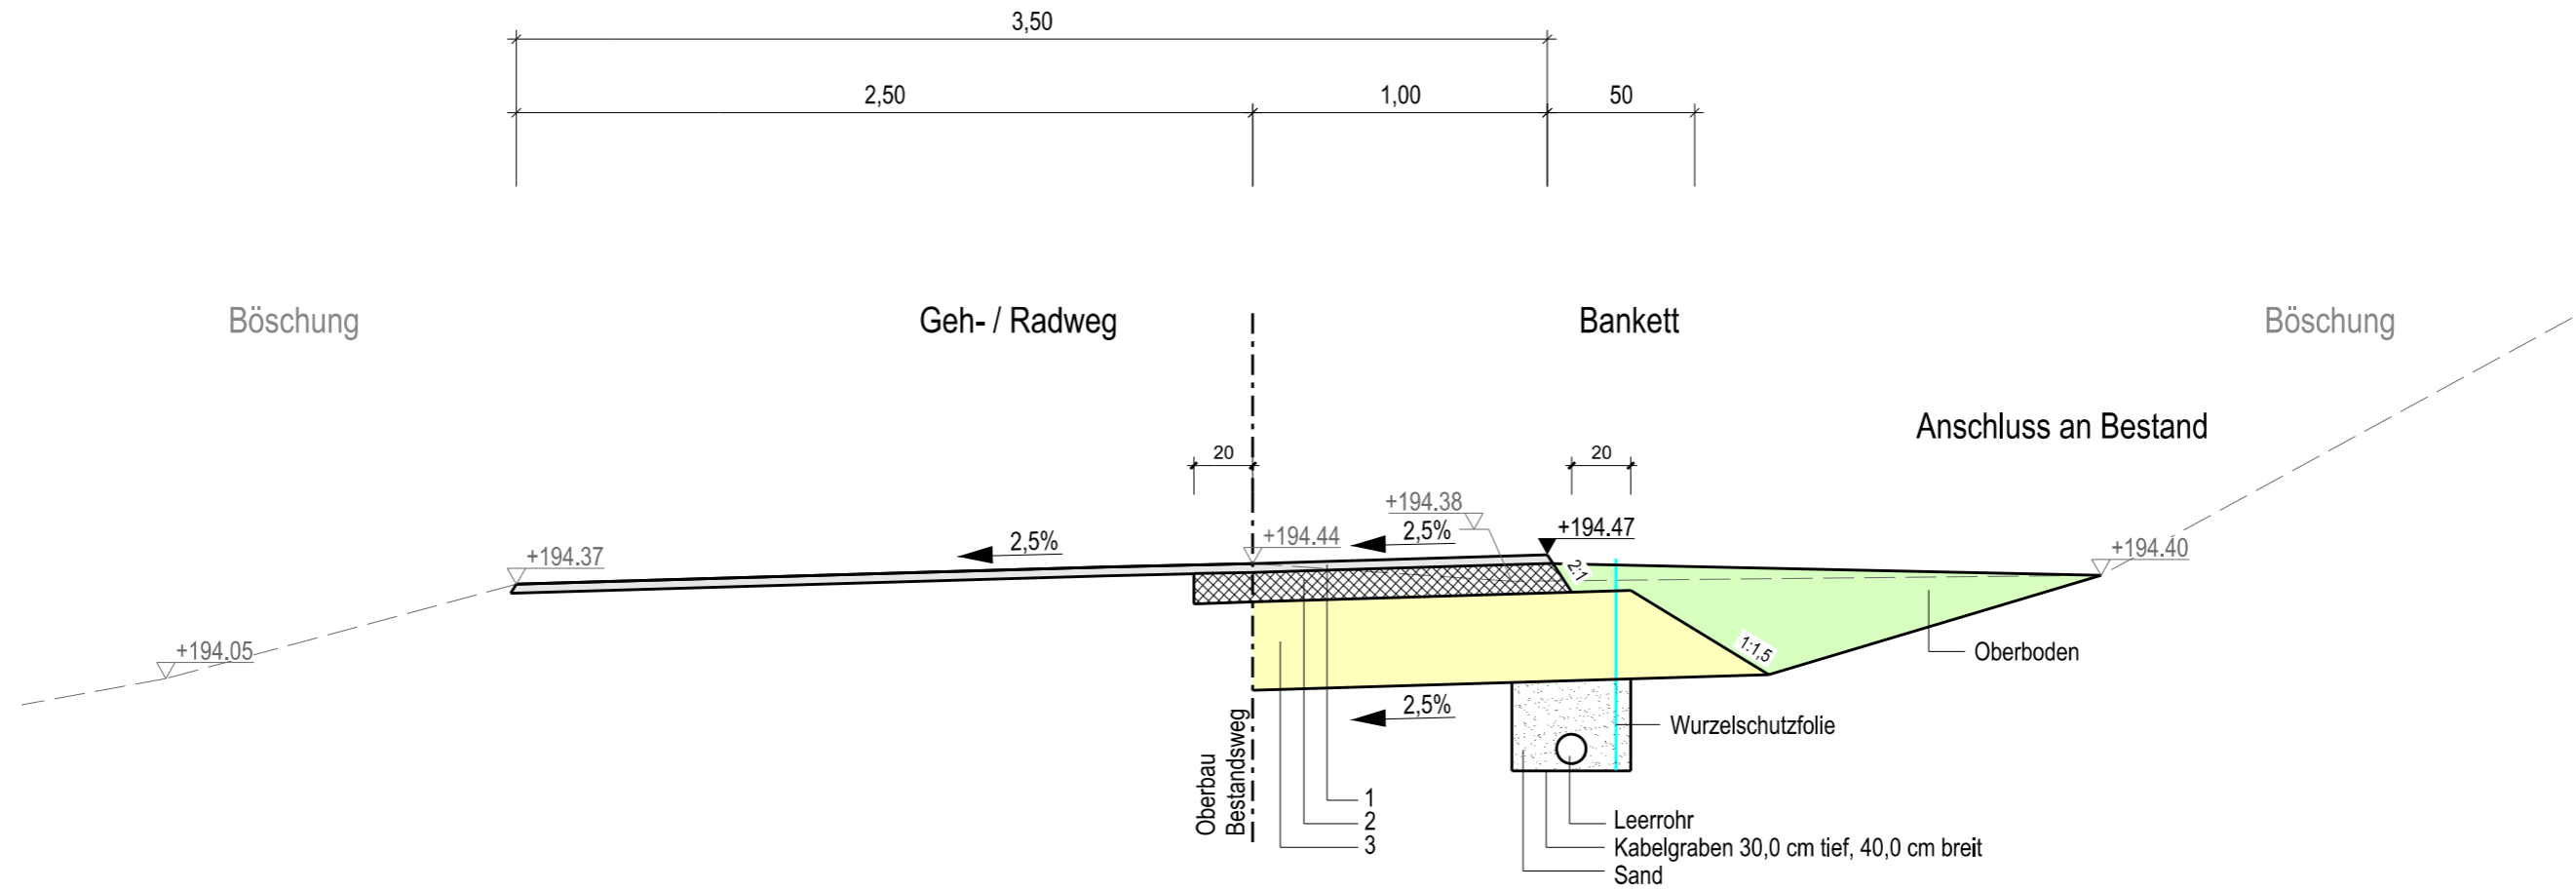 3,50
2,50
1,00
50
Böschung
Geh- / Radweg
Bankett
Böschung
Anschluss an Bestand
20
20
+194.38
+194.47
2,5%
+194.44
2,5%
+194.37
+194.40
2:1
+194.05
1:1,5
Oberboden
2,5%
Wurzelschutzfolie
Oberbau
Bestandsweg
1
2
3
Leerrohr
Kabelgraben 30,0 cm tief, 40,0 cm breit
Sand